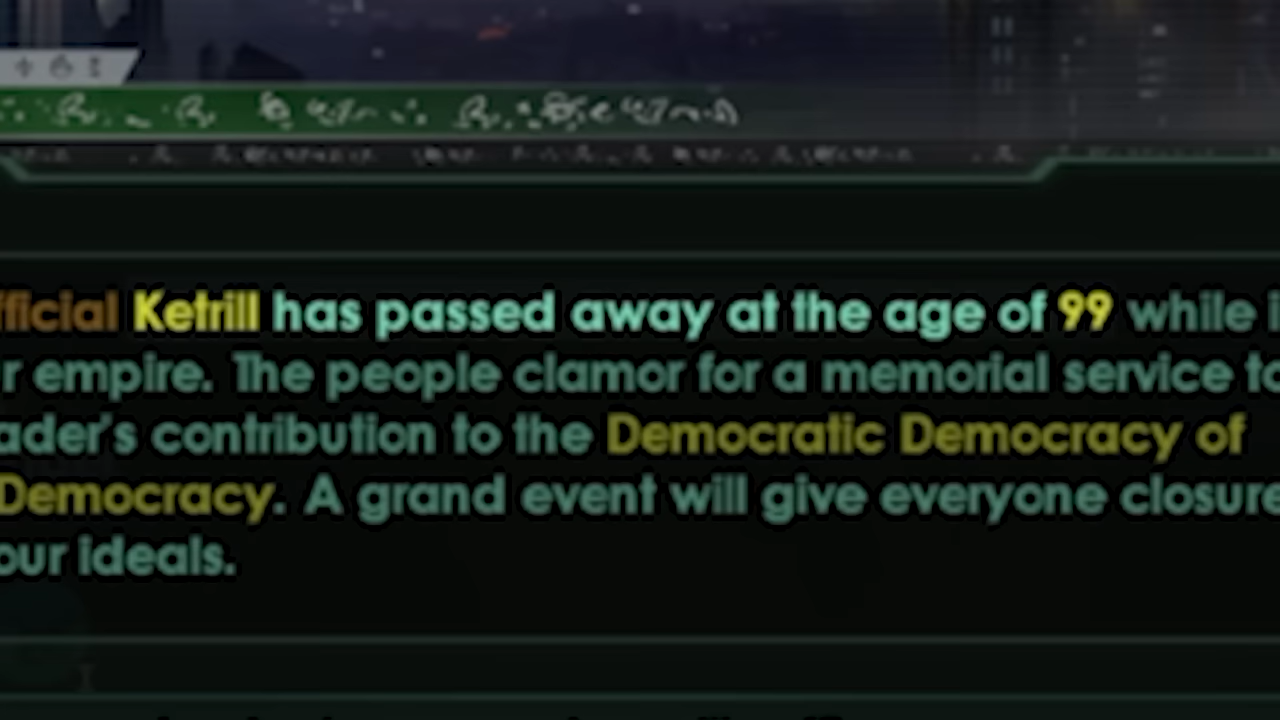 fficial Ketrill has passed away at the age of 99 while i
r empire. The people clamor for a memorial service to
ader's contribution to the Democratic Democracy of
Democracy. A grand event will give everyone closure
our ideals.